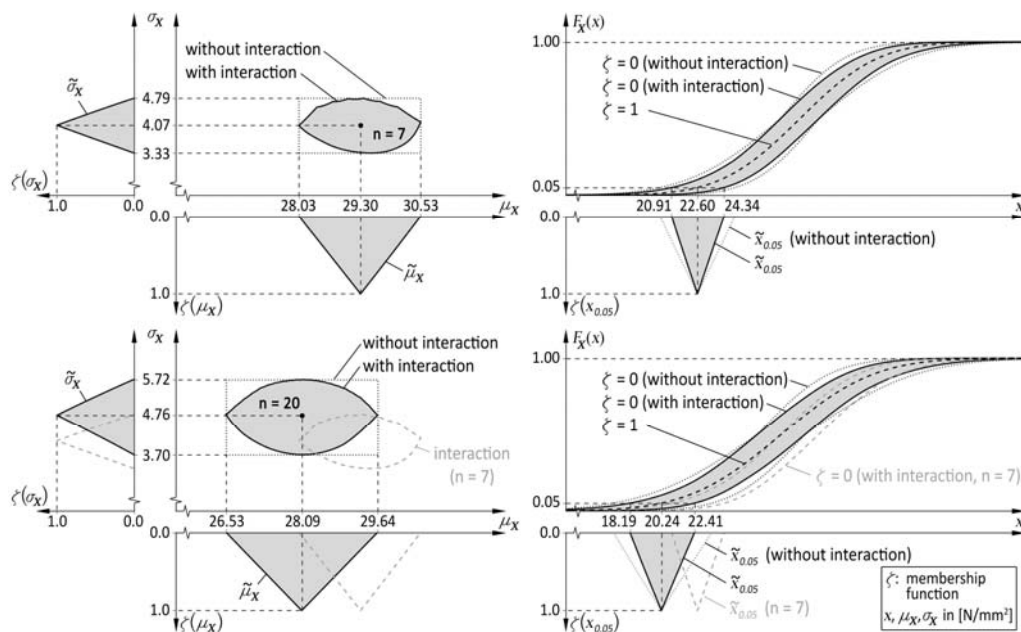 σX
without interaction
with interaction
σ̃X
4.79
4.07
3.33
n = 7
ζ(σX)
1.0
0.0
28.03
29.30
30.53
μX
0.0
μ̃X
1.0
ζ(μX)
FX(x)
1.00
ζ = 0 (without interaction)
ζ = 0 (with interaction)
ζ = 1
0.05
20.91
22.60
24.34
x
0.0
x̃0.05 (without interaction)
x̃0.05
1.0
ζ(x0.05)
σX
without interaction
with interaction
σ̃X
5.72
4.76
3.70
n = 20
interaction
(n = 7)
ζ(σX)
1.0
0.0
26.53
28.09
29.64
μX
0.0
μ̃X
1.0
ζ(μX)
FX(x)
1.00
ζ = 0 (without interaction)
ζ = 0 (with interaction)
ζ = 1
ζ = 0 (with interaction, n = 7)
0.05
18.19
20.24
22.41
x
0.0
x̃0.05 (without interaction)
x̃0.05
x̃0.05 (n = 7)
1.0
ζ(x0.05)
ζ: membership
function
x, μX, σX in [N/mm²]